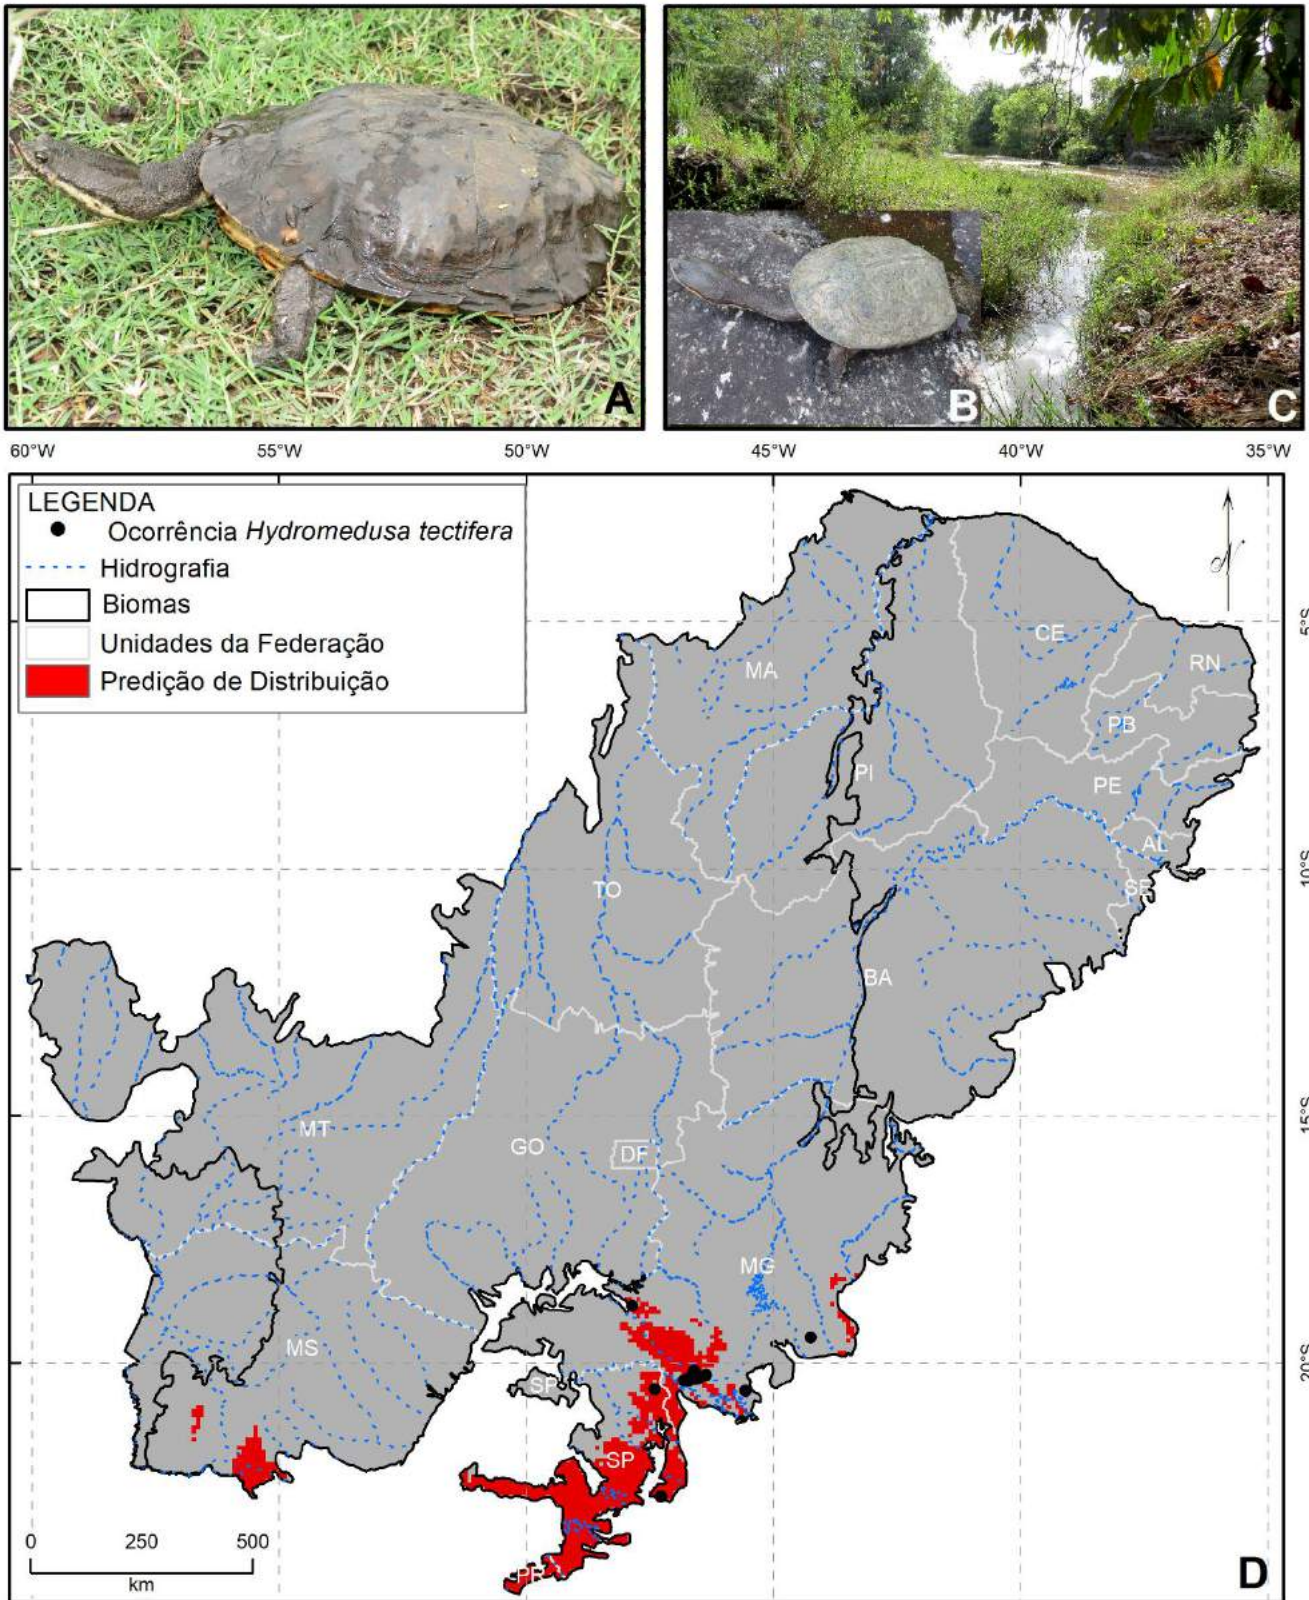 A
B
C
60°W 55°W 50°W 45°W 40°W 35°W
LEGENDA
Ocorrência Hydromedusa tectifera
Hidrografia
Biomas
Unidades da Federação
Predição de Distribuição
N
5°S
CE
MA
RN
PB
PI
PE
AL
10°S
TO
SE
BA
15°S
MT
GO
DF
MG
MS
20°S
SP
SP
PR
0 250 500
km
D